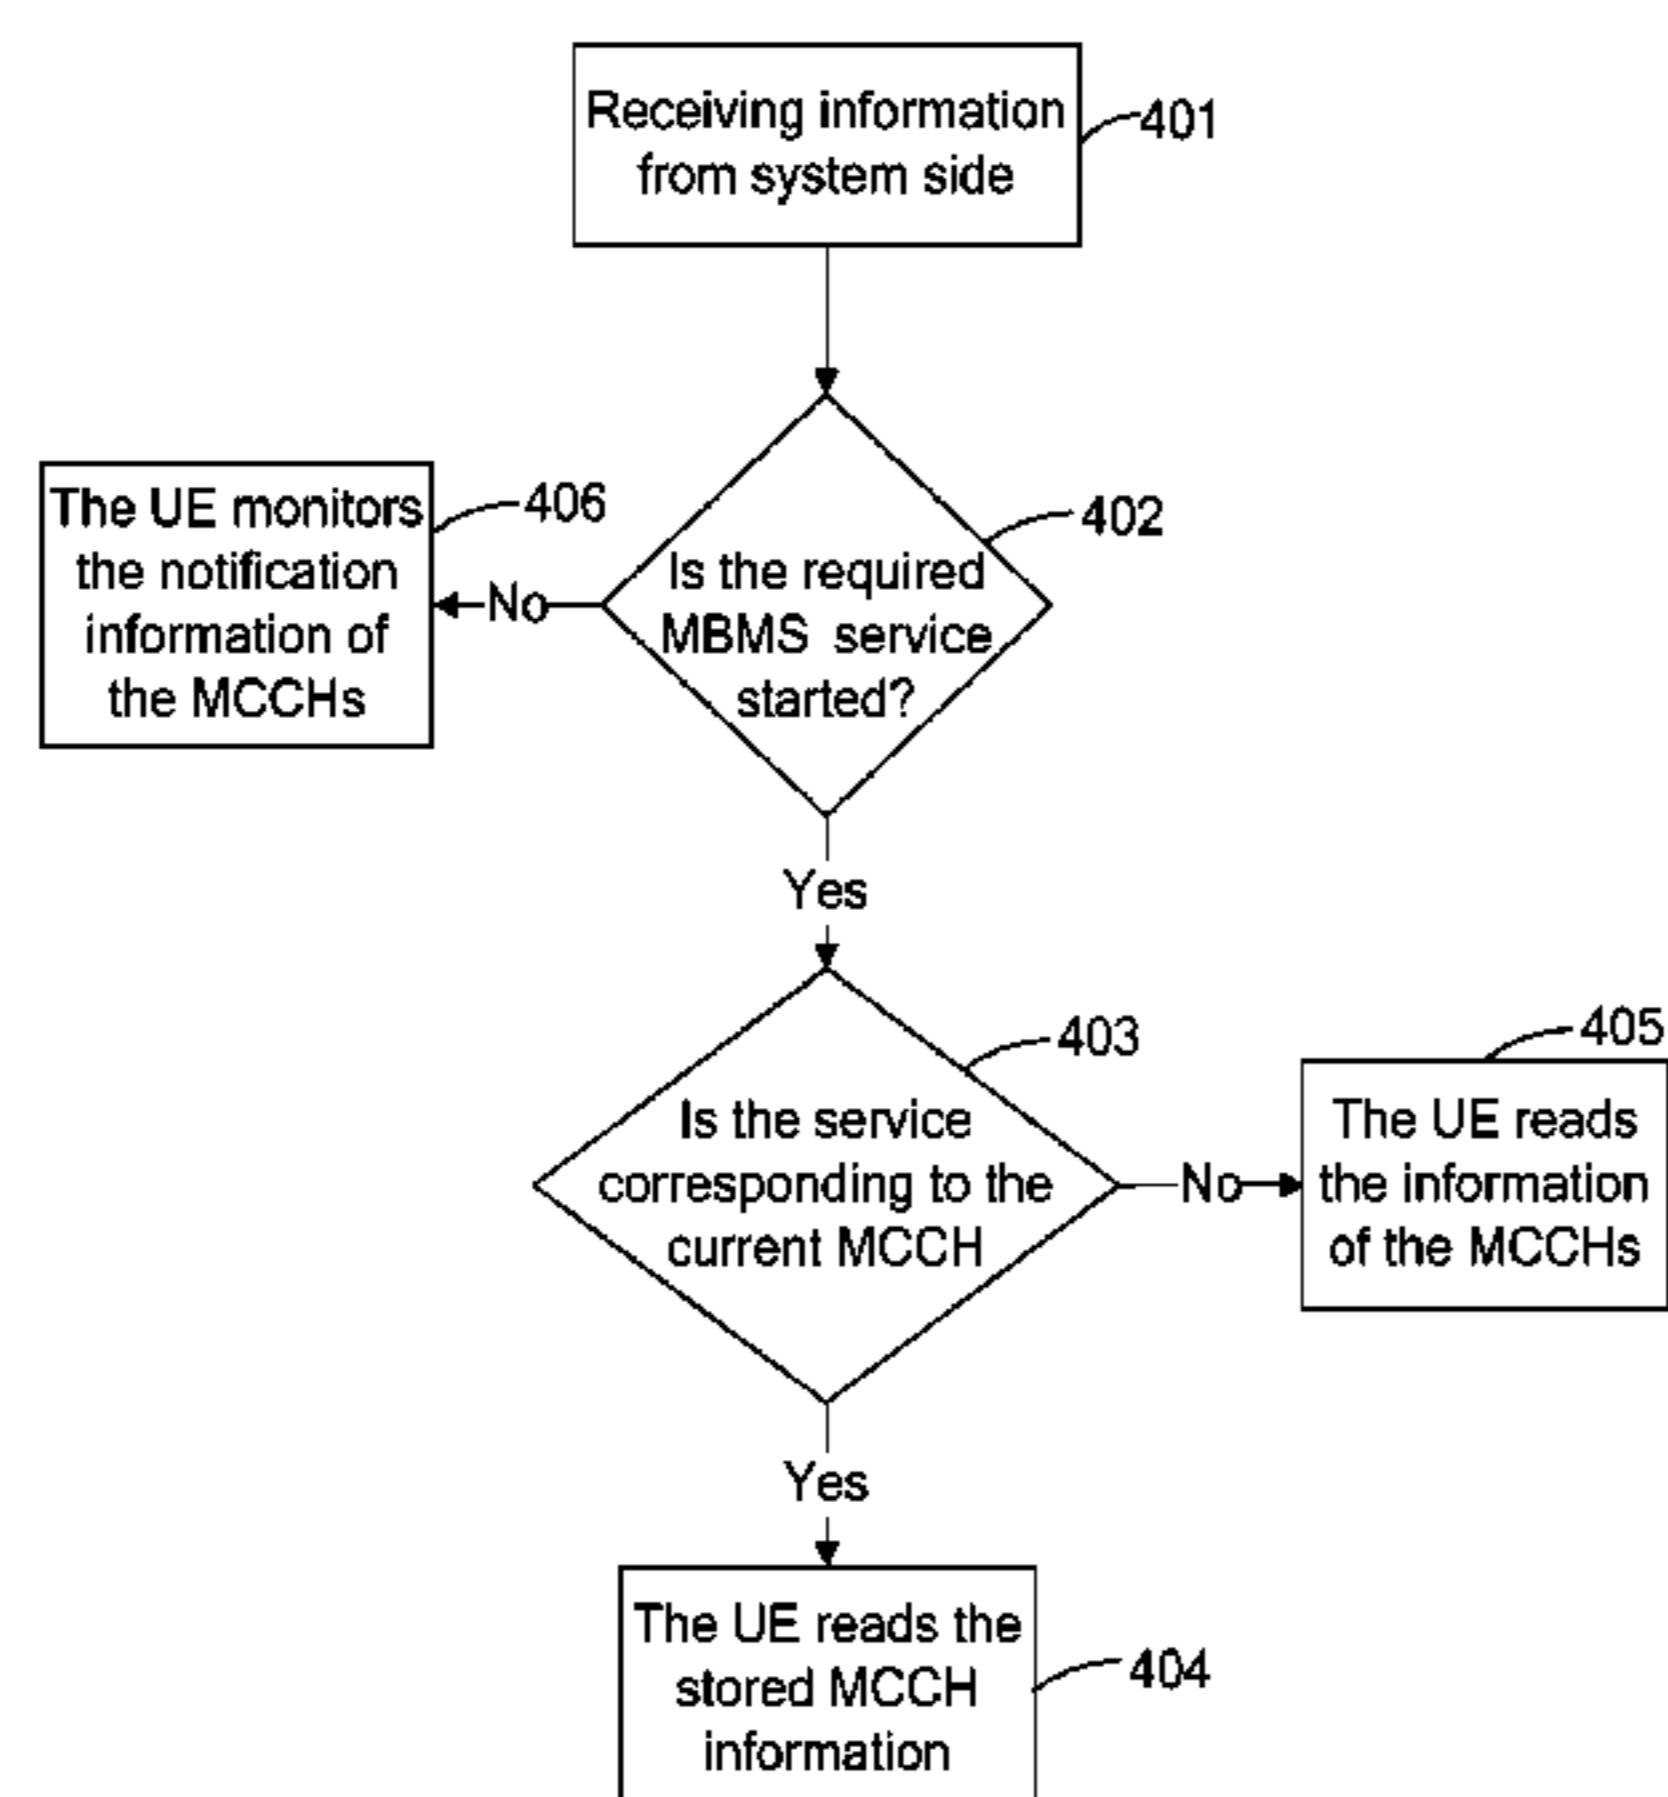 Receiving information
from system side
401
The UE monitors
the notification
information of
the MCCHs
406
No
402
Is the required
MBMS service
started?
Yes
403
Is the service
corresponding to the
current MCCH
No
405
The UE reads
the information
of the MCCHs
Yes
The UE reads the
stored MCCH
information
404